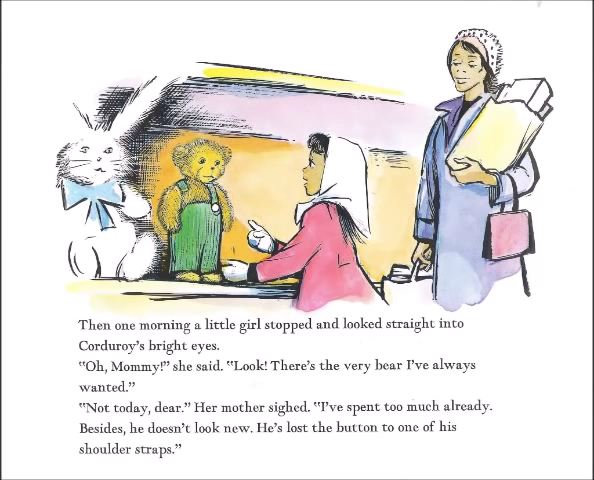 Then one morning a little girl stopped and looked straight into
Corduroy's bright eyes.
"Oh, Mommy!" she said. "Look! There's the very bear I've always
wanted."
"Not today, dear." Her mother sighed. "I've spent too much already.
Besides, he doesn't look new. He's lost the button to one of his
shoulder straps."